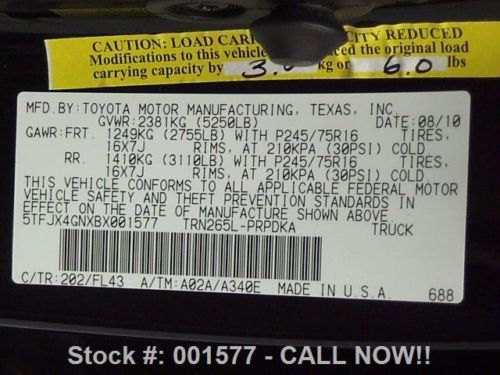 CAUTION: LOAD CARR CITY REDUCED
Modifications to this vehicle ced the original load
carrying capacity by 3. kg or 6.0 lbs
MFD.BY: TOYOTA MOTOR MANUFACTURING, TEXAS, INC.
GVWR: 2381KG (5250LB) DATE: 08/10
GAWR: FRT. 1249KG (2755LB) WITH P245/75R16 TIRES,
16X7J RIMS, AT 210KPA (30PSI) COLD.
RR. 1410KG (3110LB) WITH P245/75R16 TIRES,
16X7J RIMS, AT 210KPA (30PSI) COLD.
THIS VEHICLE CONFORMS TO ALL APPLICABLE FEDERAL MOTOR
VEHICLE SAFETY AND BUMPER STANDARDS IN
EFFECT ON THE DATE OF MANUFACTURE SHOWN ABOVE.
5TFJX4GNXBX001577 TRN265L-PRPDKA TRUCK
C/TR: 202/FL43 A/TM: A02A/A340E MADE IN U.S.A. 688
Stock #: 001577 - CALL NOW!!